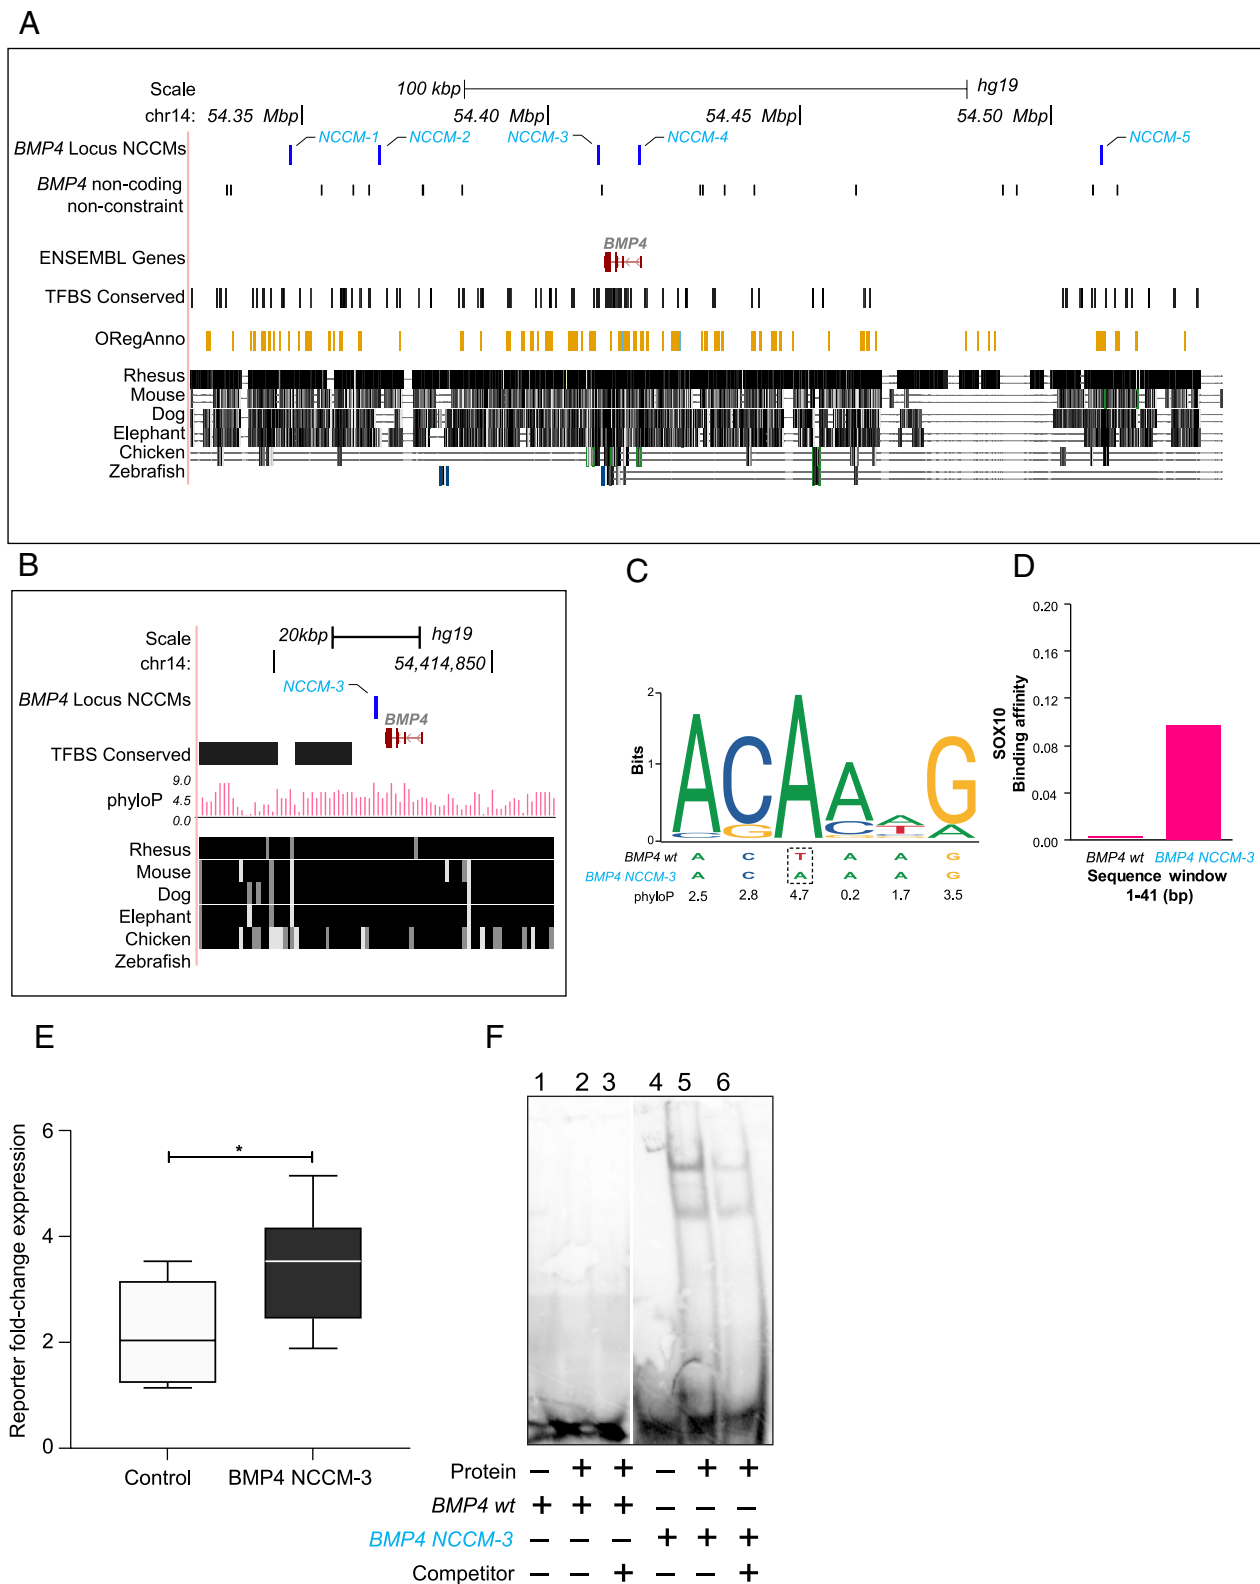 A
Scale 100 kbp hg19
chr14: 54.35 Mbp 54.40 Mbp 54.45 Mbp 54.50 Mbp
BMP4 Locus NCCMs NCCM-1 NCCM-2 NCCM-3 NCCM-4 NCCM-5
BMP4 non-coding
non-constraint
BMP4
ENSEMBL Genes
TFBS Conserved
ORegAnno
Rhesus
Mouse
Dog
Elephant
Chicken
Zebrafish
B
Scale 20kbp hg19
chr14: 54,414,850
NCCM-3
BMP4 Locus NCCMs
BMP4
TFBS Conserved
9.0
phyloP 4.5
0.0
Rhesus
Mouse
Dog
Elephant
Chicken
Zebrafish
C
2
Bits
1
0
A C A A A G
C G C T A
BMP4 wt A C T A A G
BMP4 NCCM-3 A C A A A G
phyloP 2.5 2.8 4.7 0.2 1.7 3.5
D
SOX10
Binding affinity
0.20
0.16
0.12
0.08
0.04
0.00
BMP4 wt BMP4 NCCM-3
Sequence window
1-41 (bp)
E
Reporter fold-change exppression
6
4
2
0
*
Control BMP4 NCCM-3
F
1 2 3 4 5 6
Protein − + + − + +
BMP4 wt + + + − − −
BMP4 NCCM-3 − − − + + +
Competitor − − + − − +